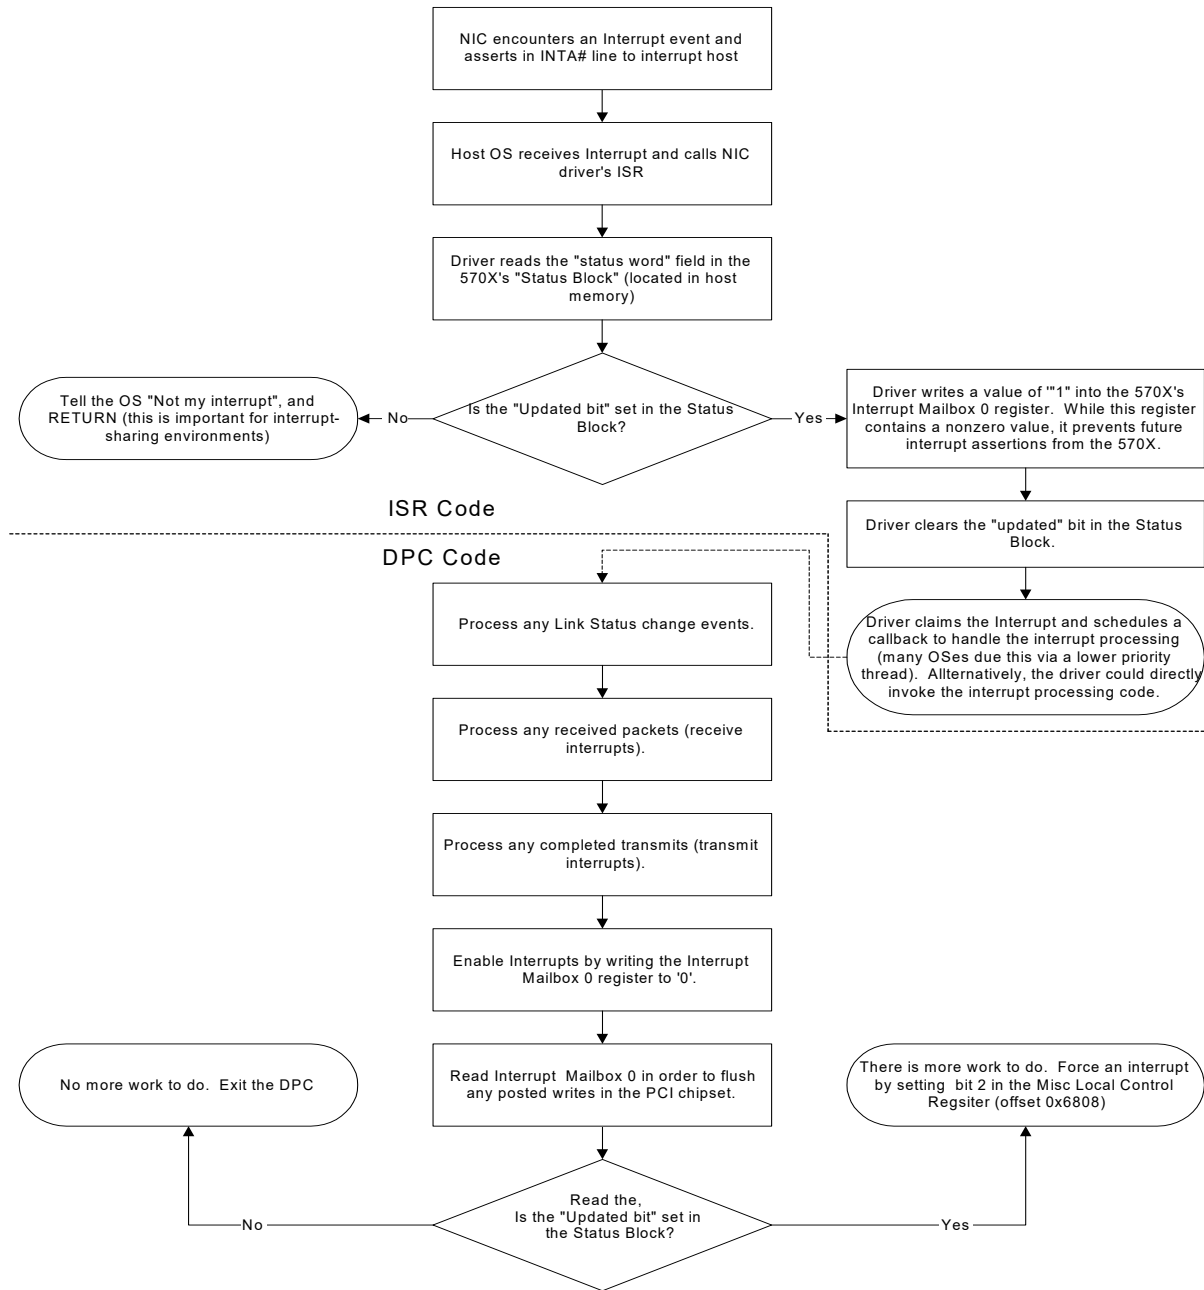 NIC encounters an Interrupt event and
asserts in INTA# line to interrupt host
Host OS receives Interrupt and calls NIC
driver's ISR
Driver reads the "status word" field in the
570X's "Status Block" (located in host
memory)
Is the "Updated bit" set in the Status
Block?
No
Tell the OS "Not my interrupt", and
RETURN (this is important for interrupt-
sharing environments)
Yes
Driver writes a value of '"1" into the 570X's
Interrupt Mailbox 0 register.  While this register
contains a nonzero value, it prevents future
interrupt assertions from the 570X.
Driver clears the "updated" bit in the Status
Block.
Driver claims the Interrupt and schedules a
callback to handle the interrupt processing
(many OSes due this via a lower priority
thread).  Allternatively, the driver could directly
invoke the interrupt processing code.
ISR Code
DPC Code
Process any Link Status change events.
Process any received packets (receive
interrupts).
Process any completed transmits (transmit
interrupts).
Enable Interrupts by writing the Interrupt
Mailbox 0 register to '0'.
Read Interrupt  Mailbox 0 in order to flush
any posted writes in the PCI chipset.
Read the,
Is the "Updated bit" set in
the Status Block?
No
No more work to do.  Exit the DPC
Yes
There is more work to do.  Force an interrupt
by setting  bit 2 in the Misc Local Control
Regsiter (offset 0x6808)